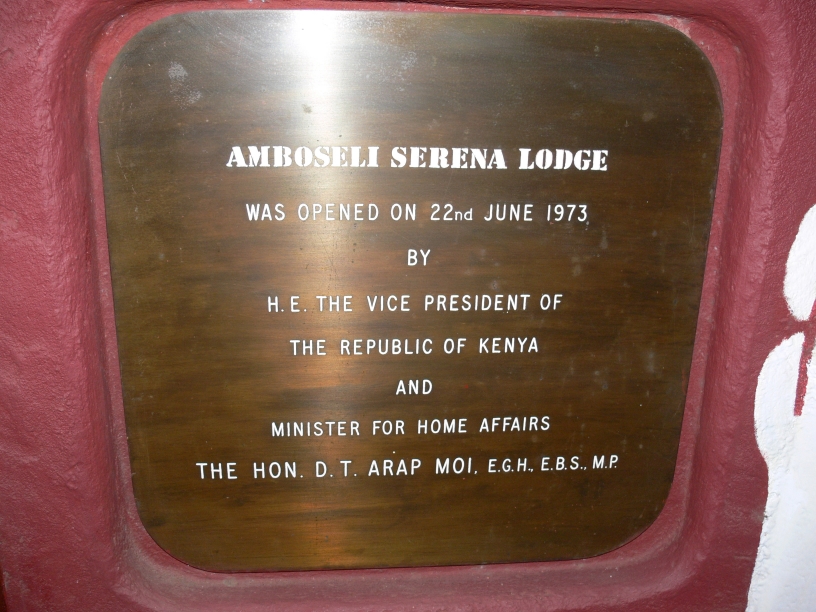 AMBOSELI SERENA LODGE
WAS OPENED ON 22nd JUNE 1973
BY
H.E. THE VICE PRESIDENT OF
THE REPUBLIC OF KENYA
AND
MINISTER FOR HOME AFFAIRS
THE HON. D.T. ARAP MOI, E.G.H., E.B.S., M.P.